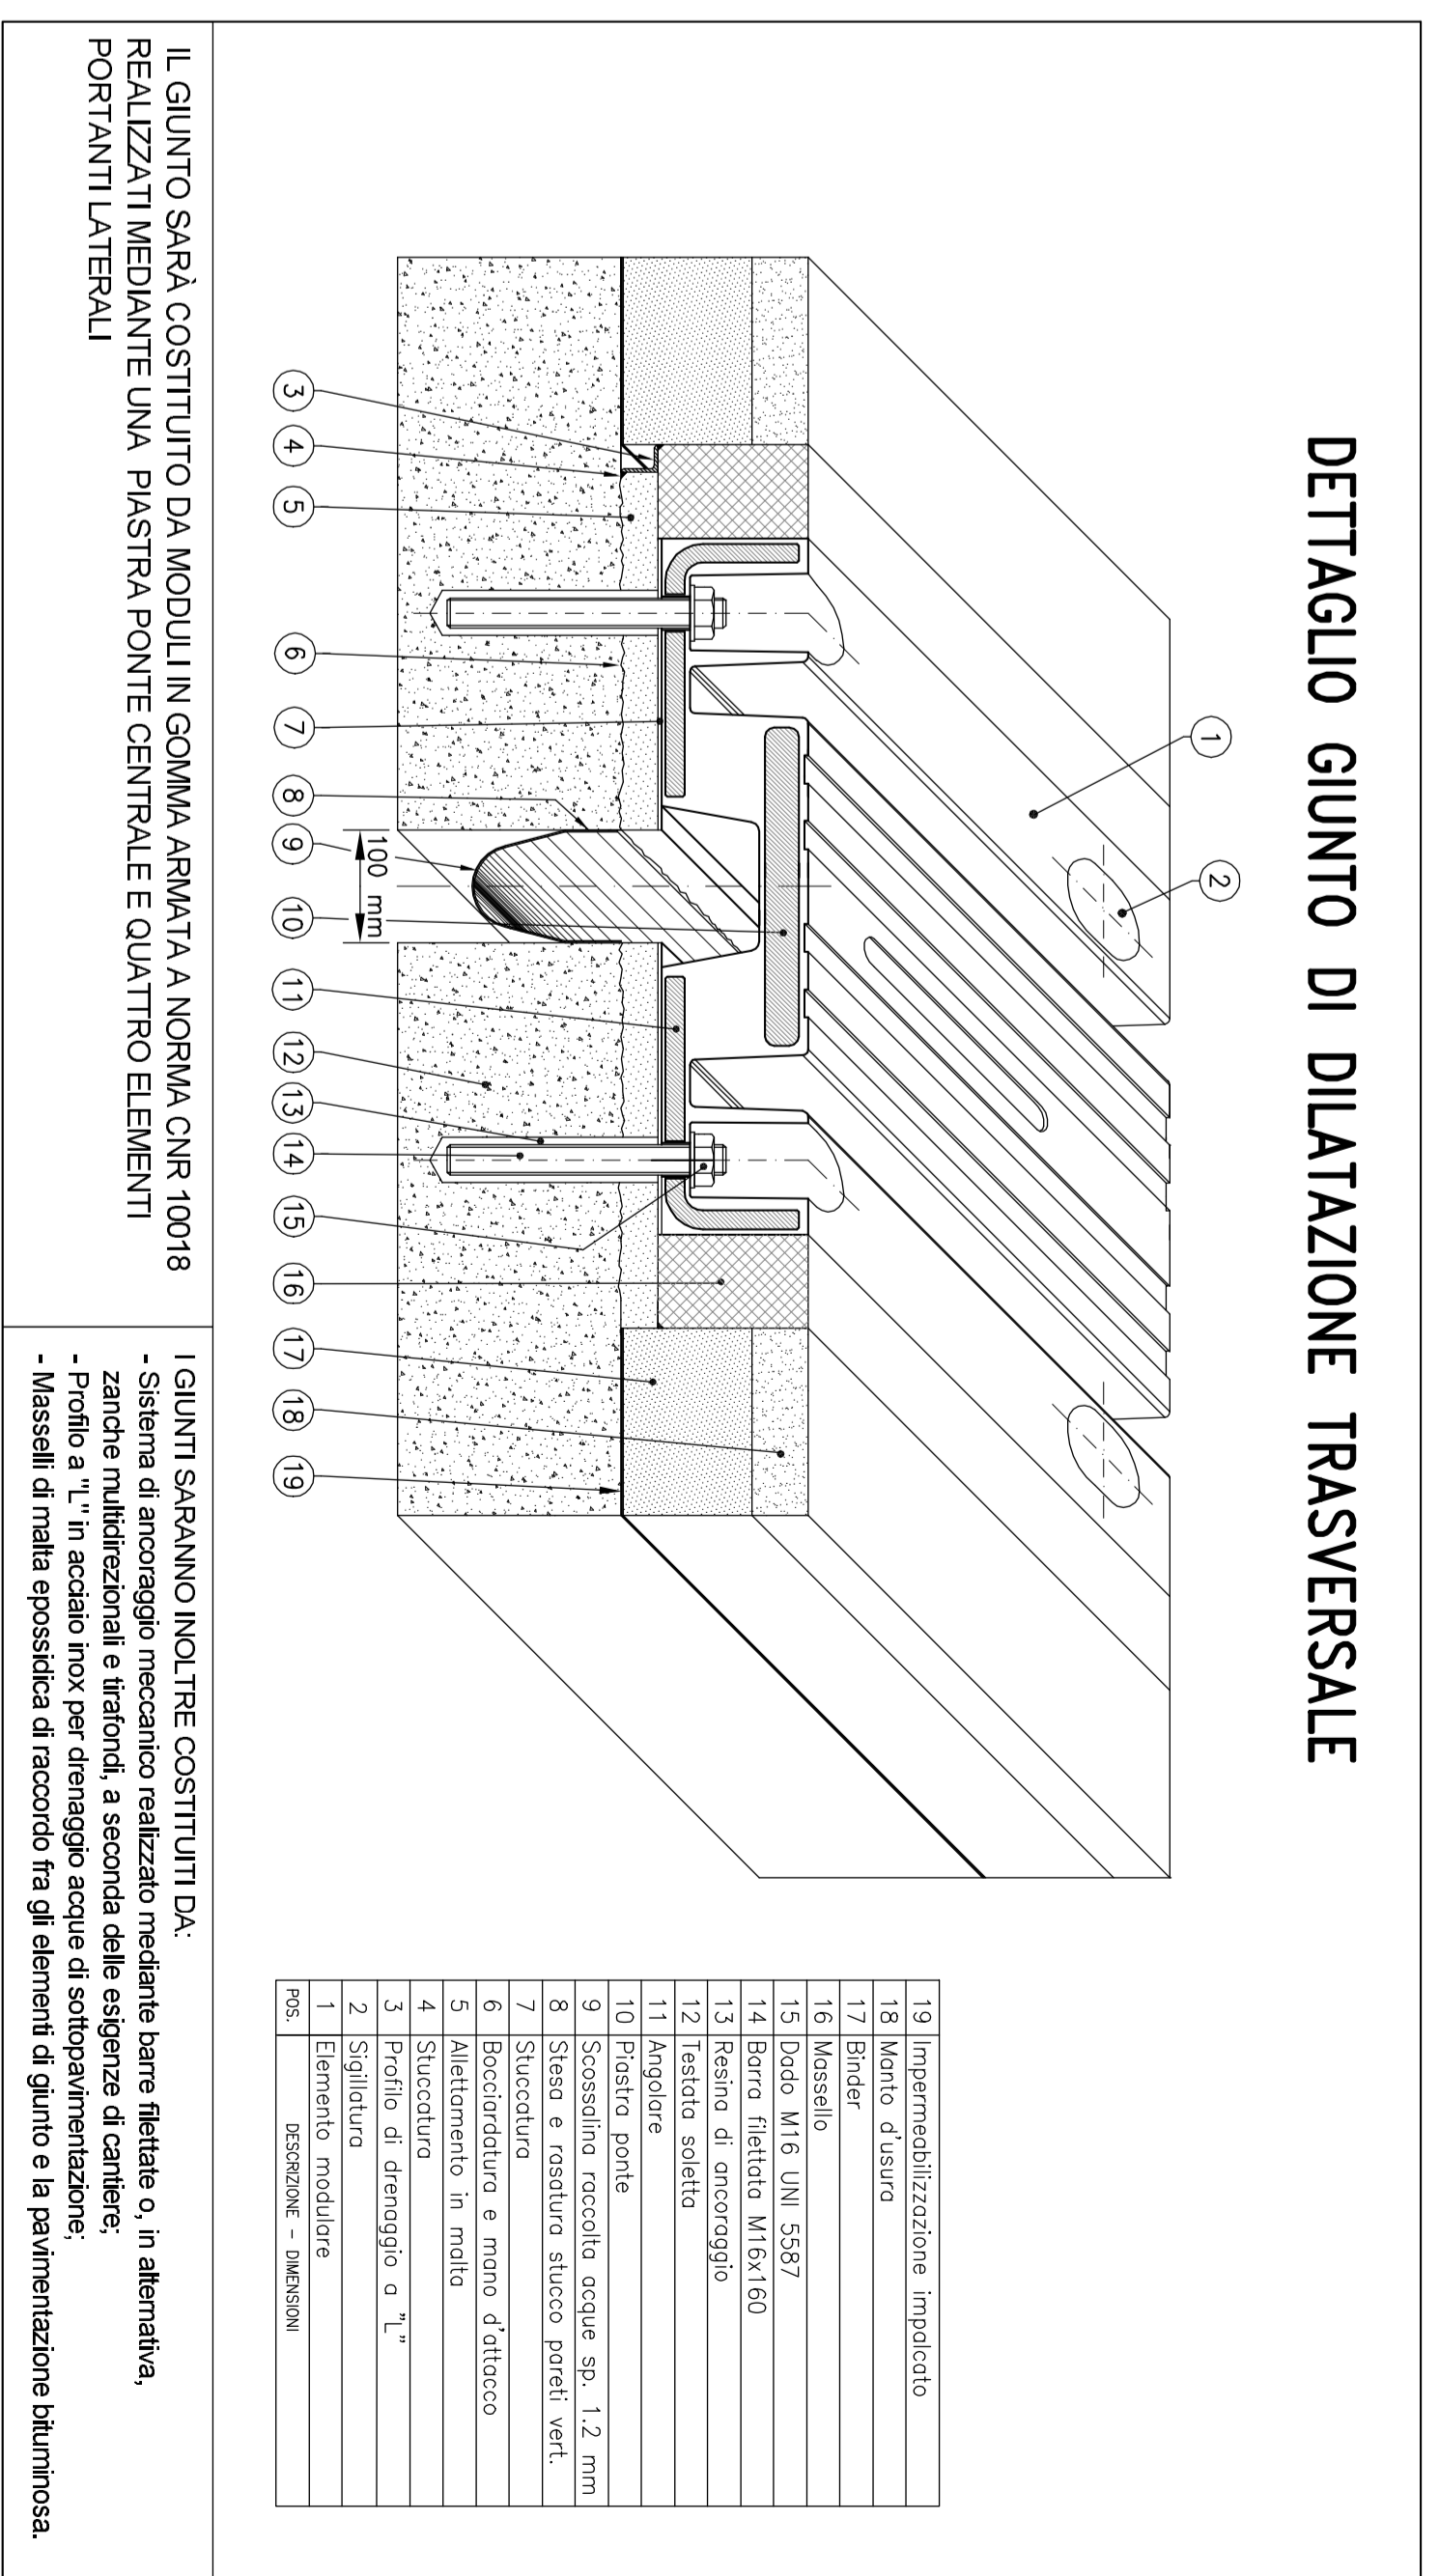 DETTAGLIO GIUNTO DI DILATAZIONE TRASVERSALE
1
2
3
4
5
6
7
8
9
10
11
12
13
14
15
16
17
18
19
100 mm
19 Impermeabilizzazione impalcato
18 Manto d'usura
17 Binder
16 Massello
15 Dado M16 UNI 5587
14 Barra filettata M16x160
13 Resina di ancoraggio
12 Testata soletta
11 Angolare
10 Piastra ponte
9 Scossalina raccolta acque sp. 1.2 mm
8 Stesa e rasatura stucco pareti vert.
7 Stuccatura
6 Bocciardatura e mano d'attacco
5 Allettamento in malta
4 Stuccatura
3 Profilo di drenaggio a "L"
2 Sigillatura
1 Elemento modulare
POS. DESCRIZIONE - DIMENSIONI
IL GIUNTO SARÀ COSTITUITO DA MODULI IN GOMMA ARMATA A NORMA CNR 10018
REALIZZATI MEDIANTE UNA PIASTRA PONTE CENTRALE E QUATTRO ELEMENTI
PORTANTI LATERALI
I GIUNTI SARANNO INOLTRE COSTITUITI DA:
- Sistema di ancoraggio meccanico realizzato mediante barre filettate o, in alternativa,
zanche multidirezionali e tirafondi, a seconda delle esigenze di cantiere;
- Profilo a "L" in acciaio inox per drenaggio acque di sottopavimentazione;
- Masselli di malta epossidica di raccordo fra gli elementi di giunto e la pavimentazione bituminosa.